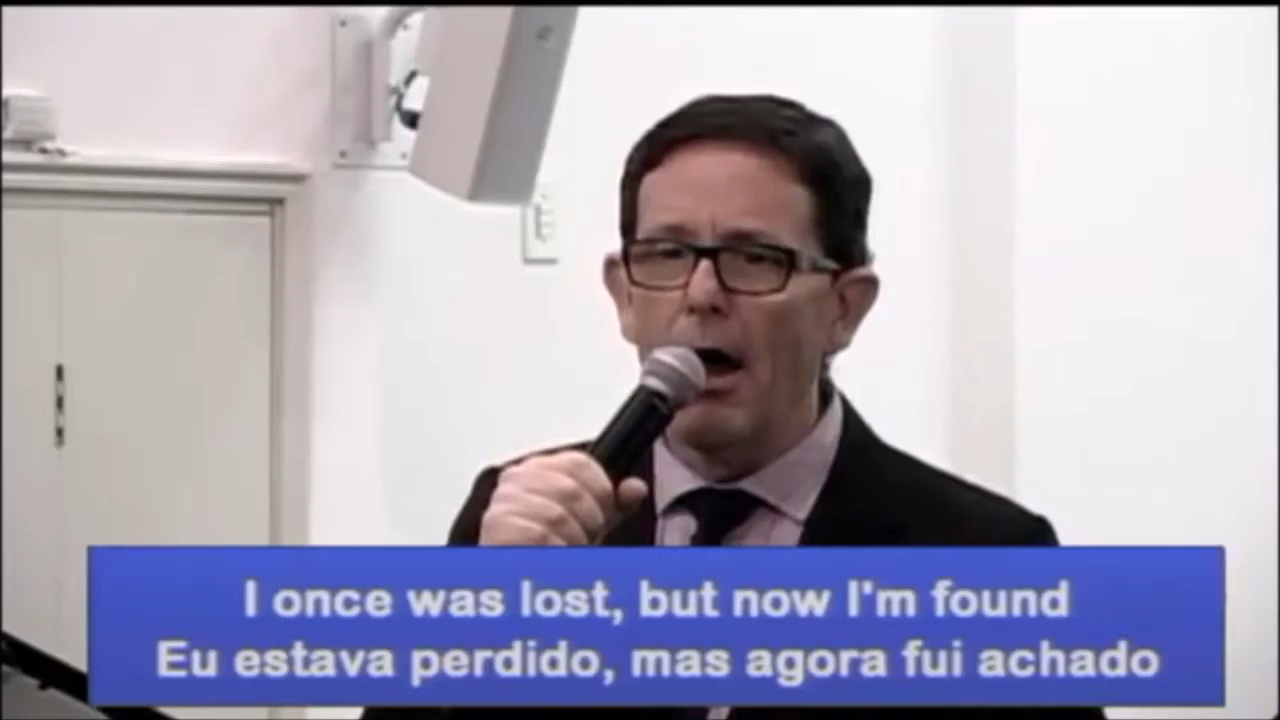 I once was lost, but now I'm found
Eu estava perdido, mas agora fui achado